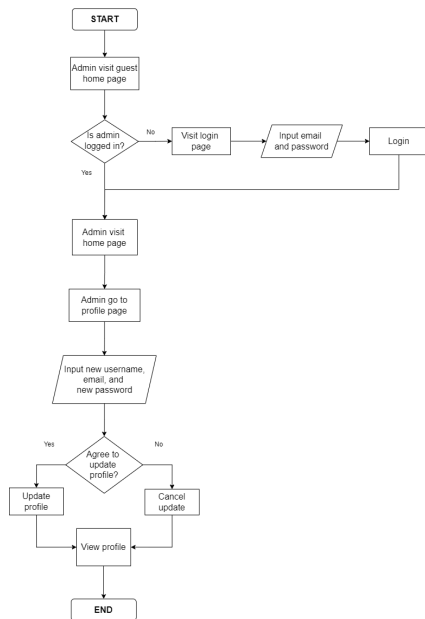 START
Admin visit guest
home page
Is admin
logged in?
No
Visit login
page
Input email
and password
Login
Yes
Admin visit
home page
Admin go to
profile page
Input new username,
email, and
new password
Yes
Agree to
update
profile?
No
Update
profile
Cancel
update
View profile
END